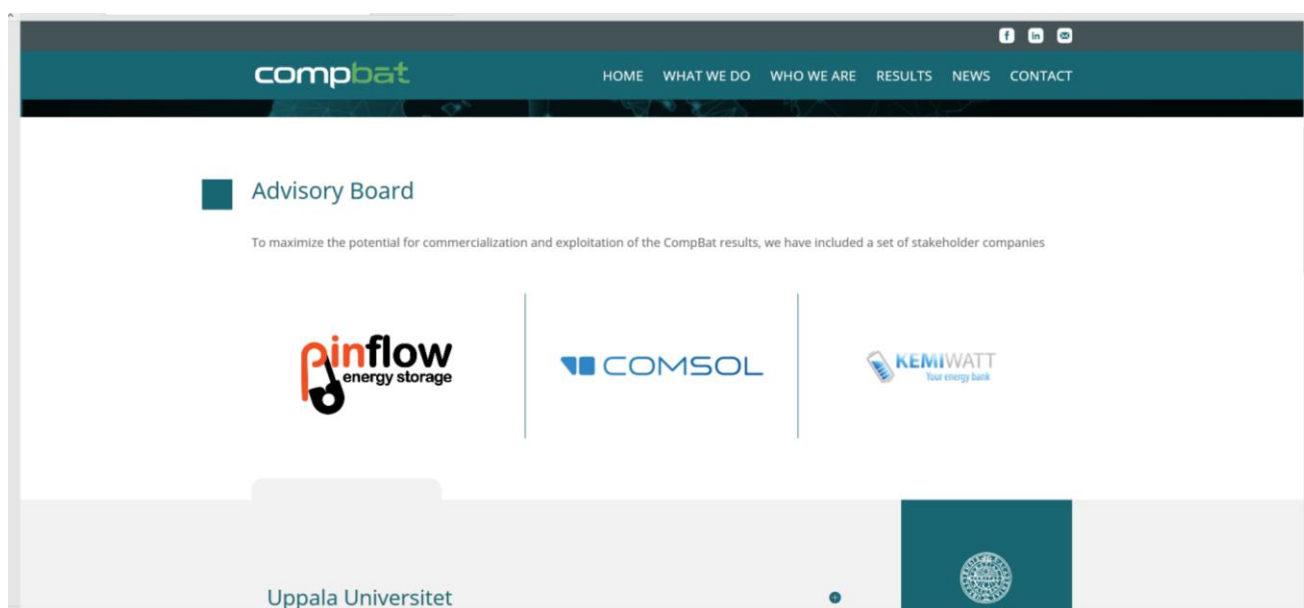 compbat
HOME WHAT WE DO WHO WE ARE RESULTS NEWS CONTACT
Advisory Board
To maximize the potential for commercialization and exploitation of the CompBat results, we have included a set of stakeholder companies
pinflow
energy storage
COMSOL
KEMIWATT
Your energy bank
Uppala Universitet